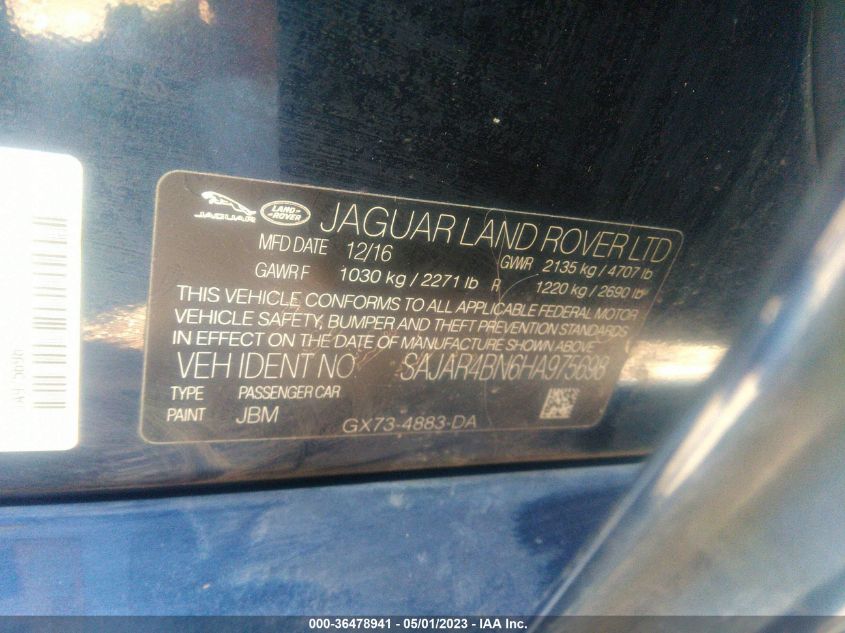 JAGUAR
LAND ROVER
JAGUAR LAND ROVER LTD
MFD DATE 12/16 GVWR 2135 kg / 4707 lb
GAWR F 1030 kg / 2271 lb R 1220 kg / 2690 lb
THIS VEHICLE CONFORMS TO ALL APPLICABLE FEDERAL MOTOR
VEHICLE SAFETY, BUMPER AND THEFT PREVENTION STANDARDS
IN EFFECT ON THE DATE OF MANUFACTURE SHOWN ABOVE
VEH IDENT NO SAJAR4BN6HA975698
TYPE PASSENGER CAR
PAINT JBM
GX73-4883-DA
000-36478941 - 05/01/2023 - IAA Inc.